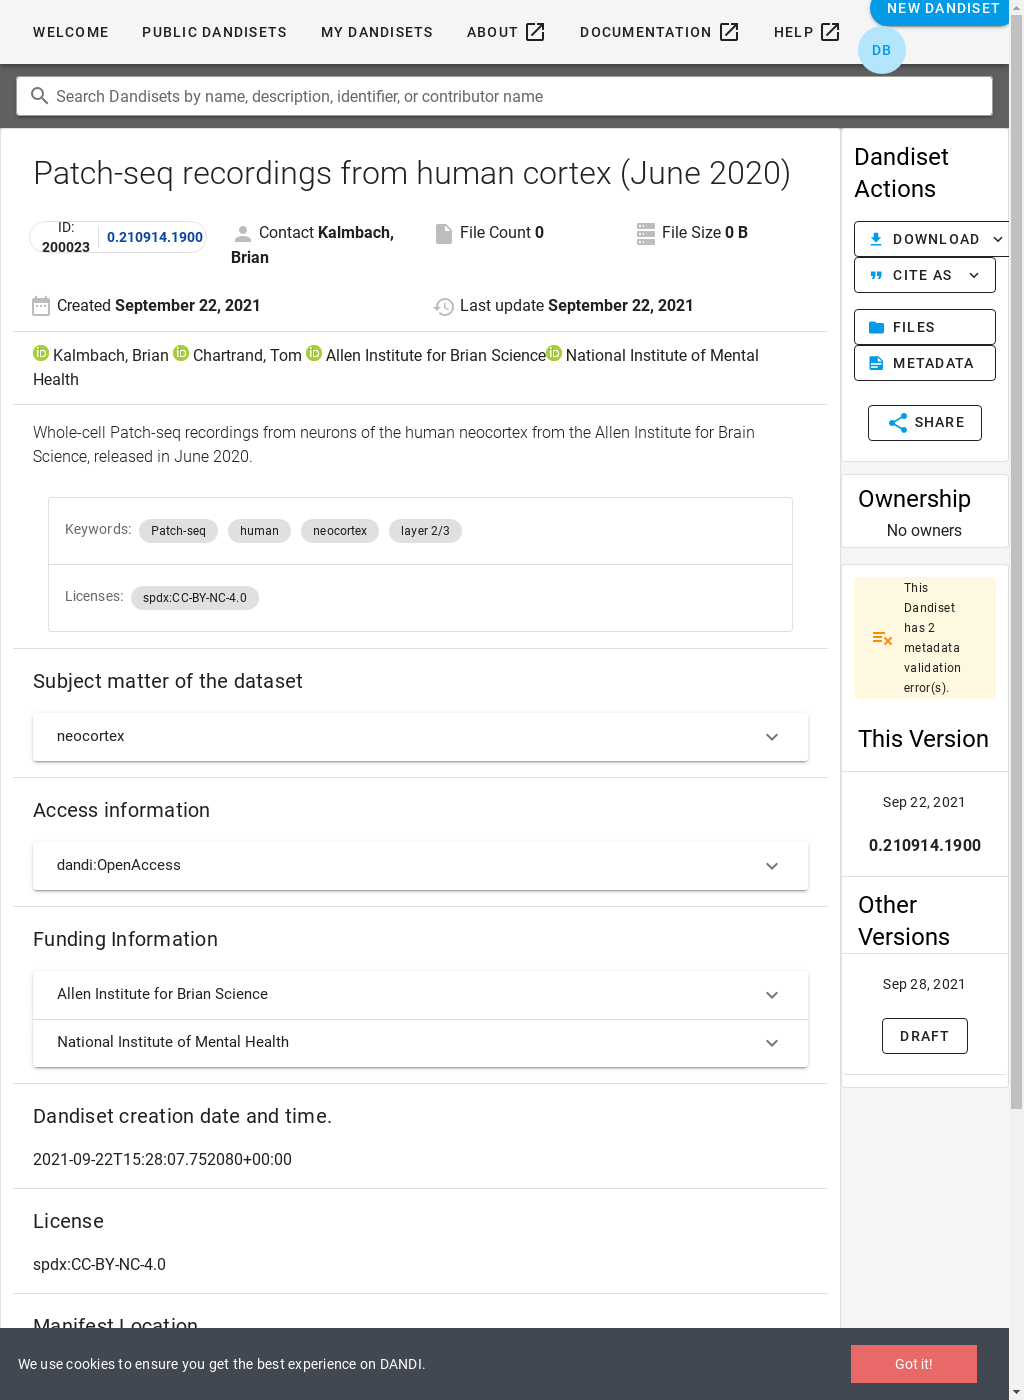 WELCOME PUBLIC DANDISETS MY DANDISETS ABOUT DOCUMENTATION HELP NEW DANDISET
DB
Search Dandisets by name, description, identifier, or contributor name
Patch-seq recordings from human cortex (June 2020)
ID: 200023 0.210914.1900
Contact Kalmbach, Brian
File Count 0
File Size 0 B
Created September 22, 2021
Last update September 22, 2021
Kalmbach, Brian Chartrand, Tom Allen Institute for Brian Science National Institute of Mental
Health
Whole-cell Patch-seq recordings from neurons of the human neocortex from the Allen Institute for Brain
Science, released in June 2020.
Keywords: Patch-seq human neocortex layer 2/3
Licenses: spdx:CC-BY-NC-4.0
Subject matter of the dataset
neocortex
Access information
dandi:OpenAccess
Funding Information
Allen Institute for Brian Science
National Institute of Mental Health
Dandiset creation date and time.
2021-09-22T15:28:07.752080+00:00
License
spdx:CC-BY-NC-4.0
Manifest Location
Dandiset
Actions
DOWNLOAD
CITE AS
FILES
METADATA
SHARE
Ownership
No owners
This
Dandiset
has 2
metadata
validation
error(s).
This Version
Sep 22, 2021
0.210914.1900
Other
Versions
Sep 28, 2021
DRAFT
We use cookies to ensure you get the best experience on DANDI.
Got it!